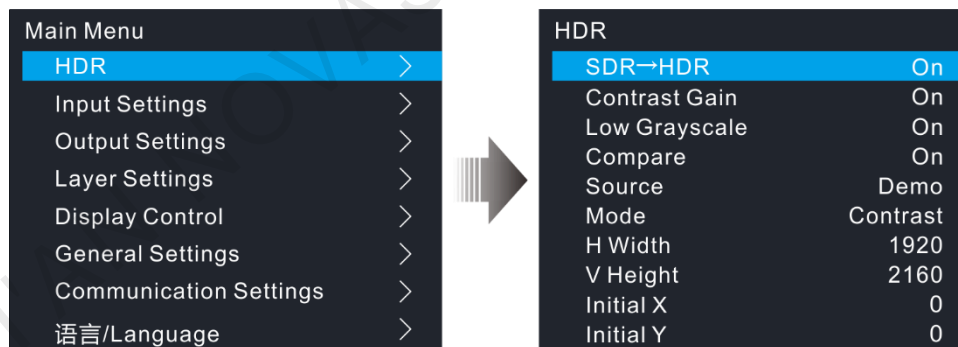 Main Menu
HDR
Input Settings
Output Settings
Layer Settings
Display Control
General Settings
Communication Settings
语言/Language
HDR
SDR→HDR On
Contrast Gain On
Low Grayscale On
Compare On
Source Demo
Mode Contrast
H Width 1920
V Height 2160
Initial X 0
Initial Y 0